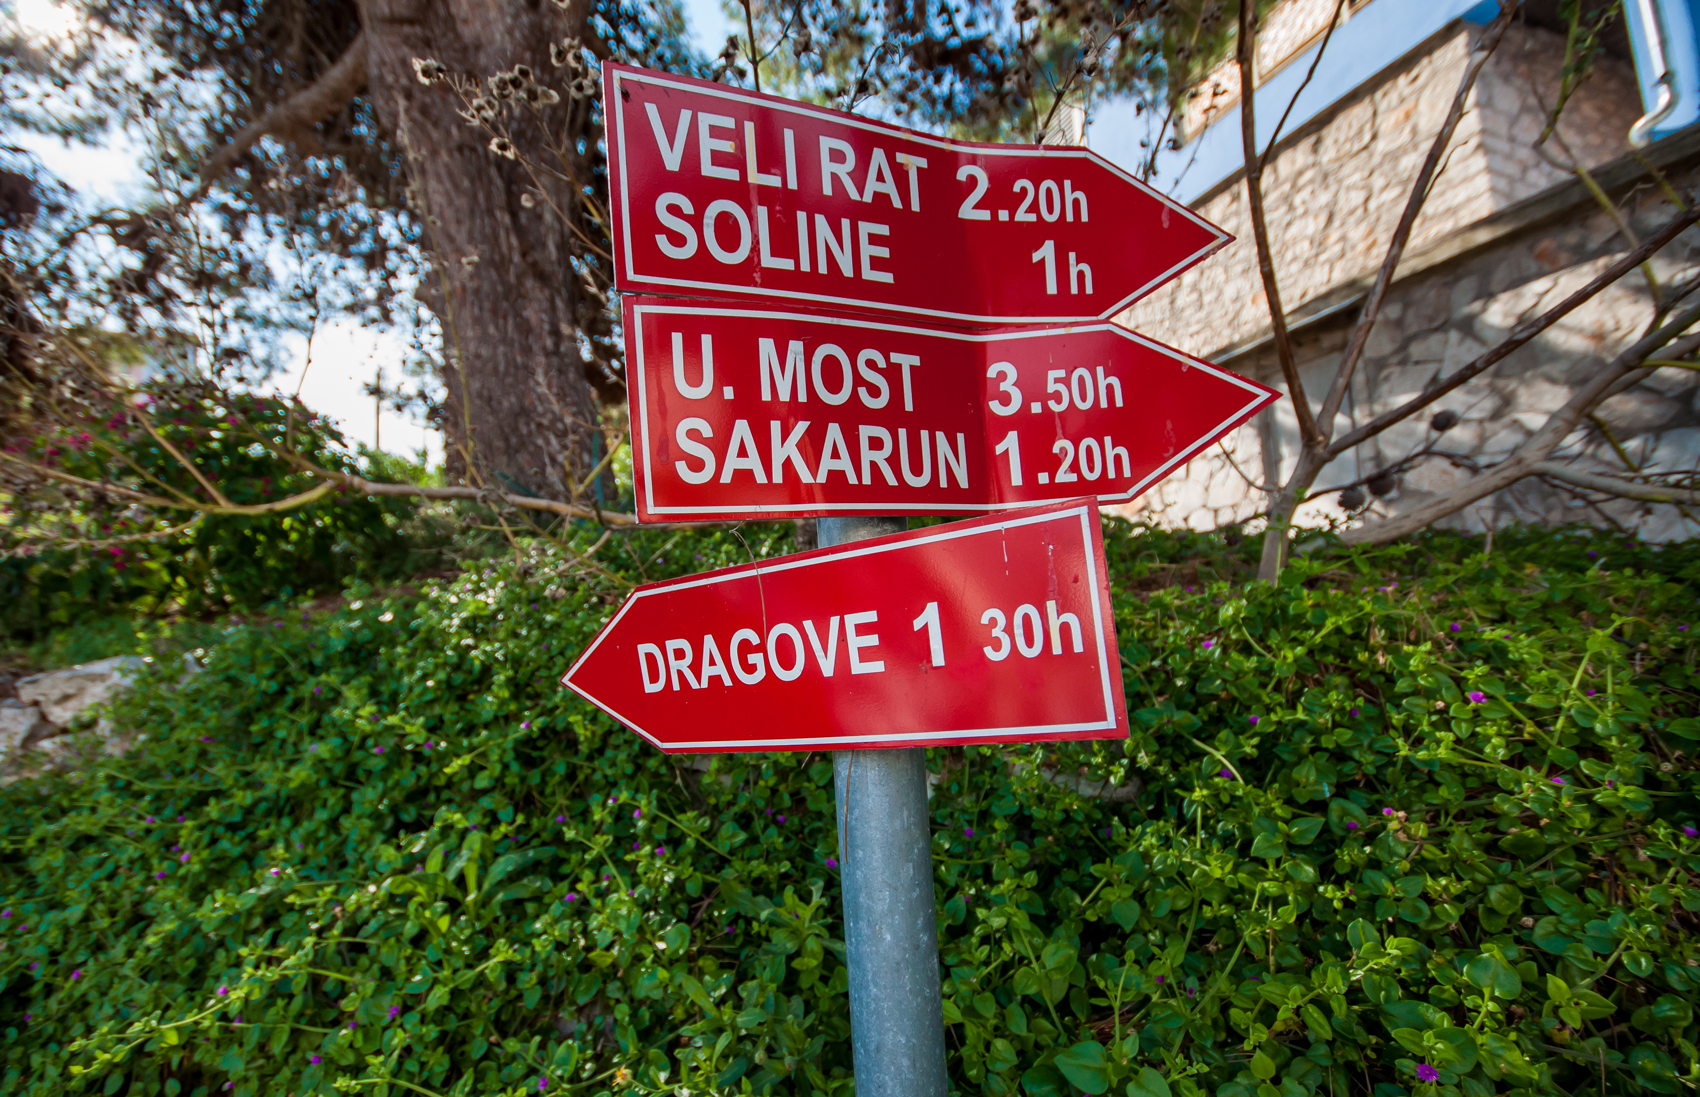 VELI RAT 2.20h
SOLINE 1h
U. MOST 3.50h
SAKARUN 1.20h
DRAGOVE 1 30h